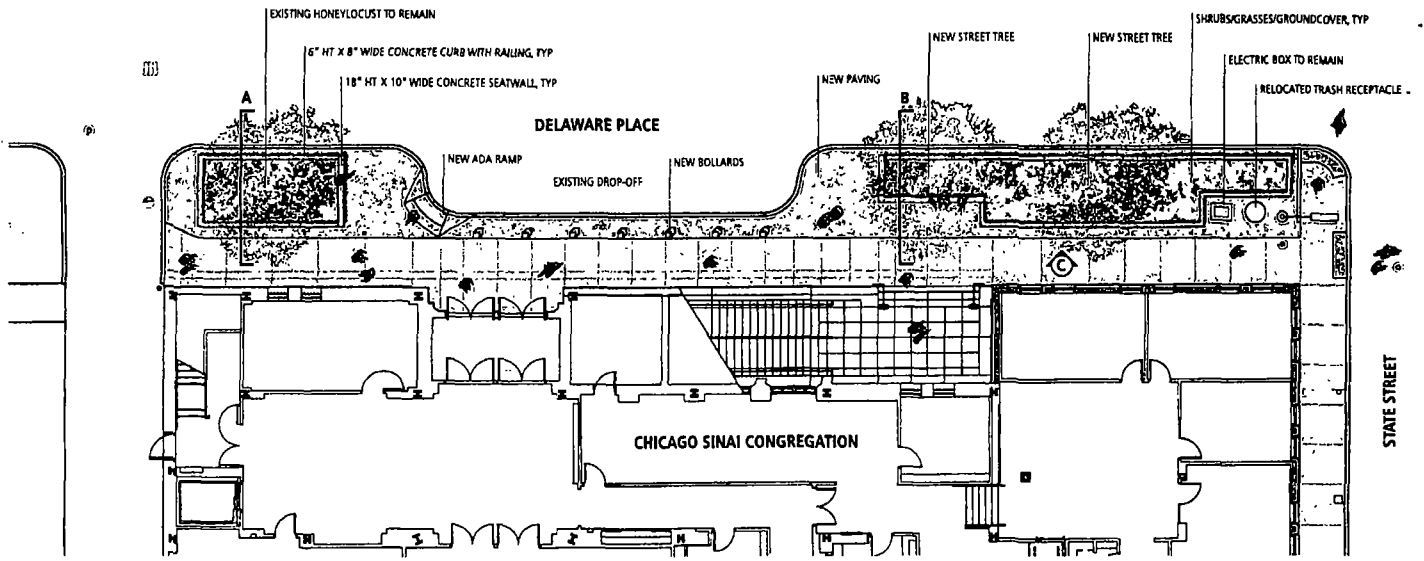 EXISTING HONEYLOCUST TO REMAIN
6" HT X 8" WIDE CONCRETE CURB WITH RAILING, TYP
18" HT X 10" WIDE CONCRETE SEATWALL, TYP
SHRUBS/GRASSES/GROUNDCOVER, TYP
NEW STREET TREE
NEW STREET TREE
ELECTRIC BOX TO REMAIN
NEW PAVING
RELOCATED TRASH RECEPTACLE
A
B
DELAWARE PLACE
NEW ADA RAMP
NEW BOLLARDS
EXISTING DROP-OFF
C
STATE STREET
CHICAGO SINAI CONGREGATION